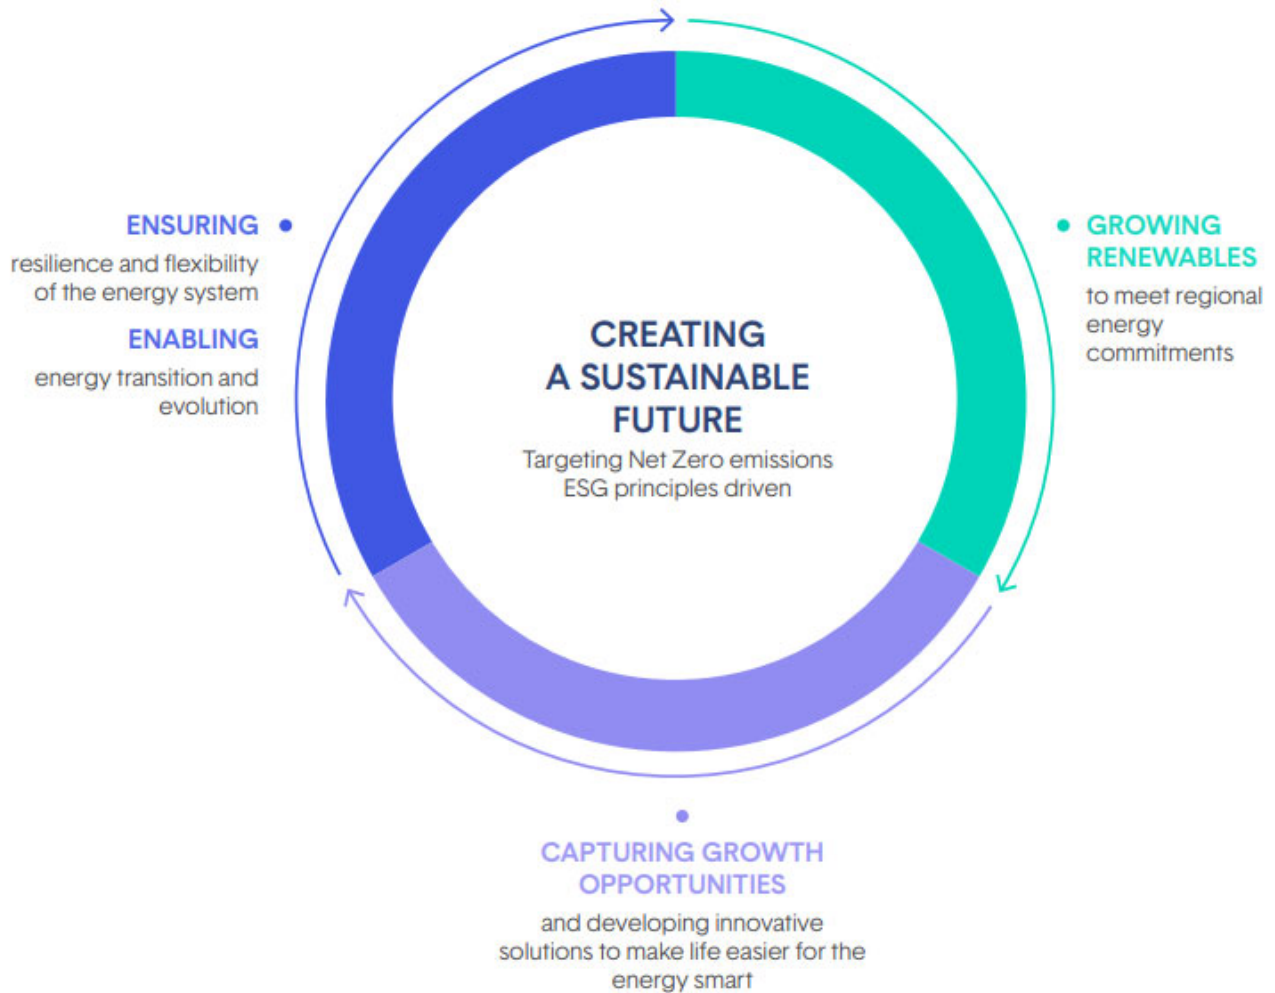 ENSURING
resilience and flexibility
of the energy system
ENABLING
energy transition and
evolution
CREATING
A SUSTAINABLE
FUTURE
Targeting Net Zero emissions
ESG principles driven
GROWING
RENEWABLES
to meet regional
energy
commitments
CAPTURING GROWTH
OPPORTUNITIES
and developing innovative
solutions to make life easier for the
energy smart